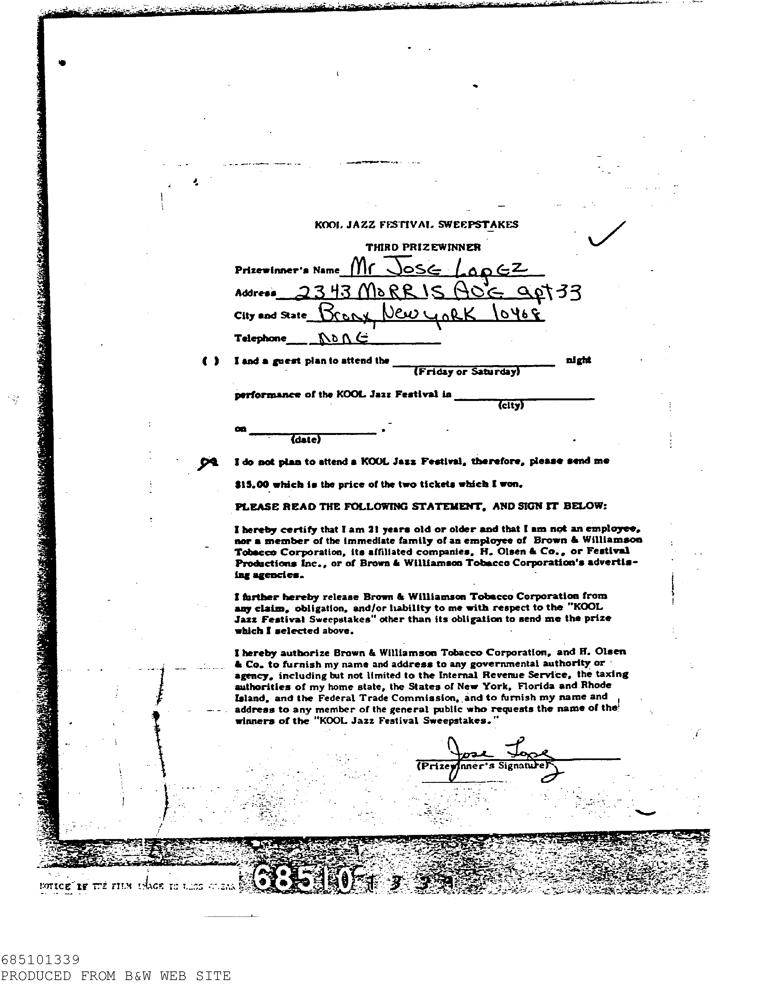 KOOL JAZZ FESTIVAL SWEEPSTAKES
THIRD PRIZEWINNER
Prizewinner's Name Mr Jose Lopez
Address 2343 MORRIS AVE apt 33
City and State Bronx, New york 10468
Telephone NONE
( ) I and a guest plan to attend the night
(Friday or Saturday)
performance of the KOOL Jazz Festival in
(city)
on .
(date)
I do not plan to attend a KOOL Jazz Festival, therefore, please send me
$15.00 which is the price of the two tickets which I won.
PLEASE READ THE FOLLOWING STATEMENT, AND SIGN IT BELOW:
I hereby certify that I am 21 years old or older and that I am not an employee,
nor a member of the immediate family of an employee of Brown & Williamson
Tobacco Corporation, its affiliated companies, H. Olsen & Co., or Festival
Productions Inc., or of Brown & Williamson Tobacco Corporation's advertis-
ing agencies.
I further hereby release Brown & Williamson Tobacco Corporation from
any claim, obligation, and/or liability to me with respect to the "KOOL
Jazz Festival Sweepstakes" other than its obligation to send me the prize
which I selected above.
I hereby authorize Brown & Williamson Tobacco Corporation, and H. Olsen
& Co. to furnish my name and address to any governmental authority or
agency, including but not limited to the Internal Revenue Service, the taxing
authorities of my home state, the States of New York, Florida and Rhode
Island, and the Federal Trade Commission, and to furnish my name and
address to any member of the general public who requests the name of the
winners of the "KOOL Jazz Festival Sweepstakes."
Jose Lopez
(Prizewinner's Signature)
NOTICE IF THE FILM IMAGE IS LESS CLEAR
685101339
685101339
PRODUCED FROM B&W WEB SITE